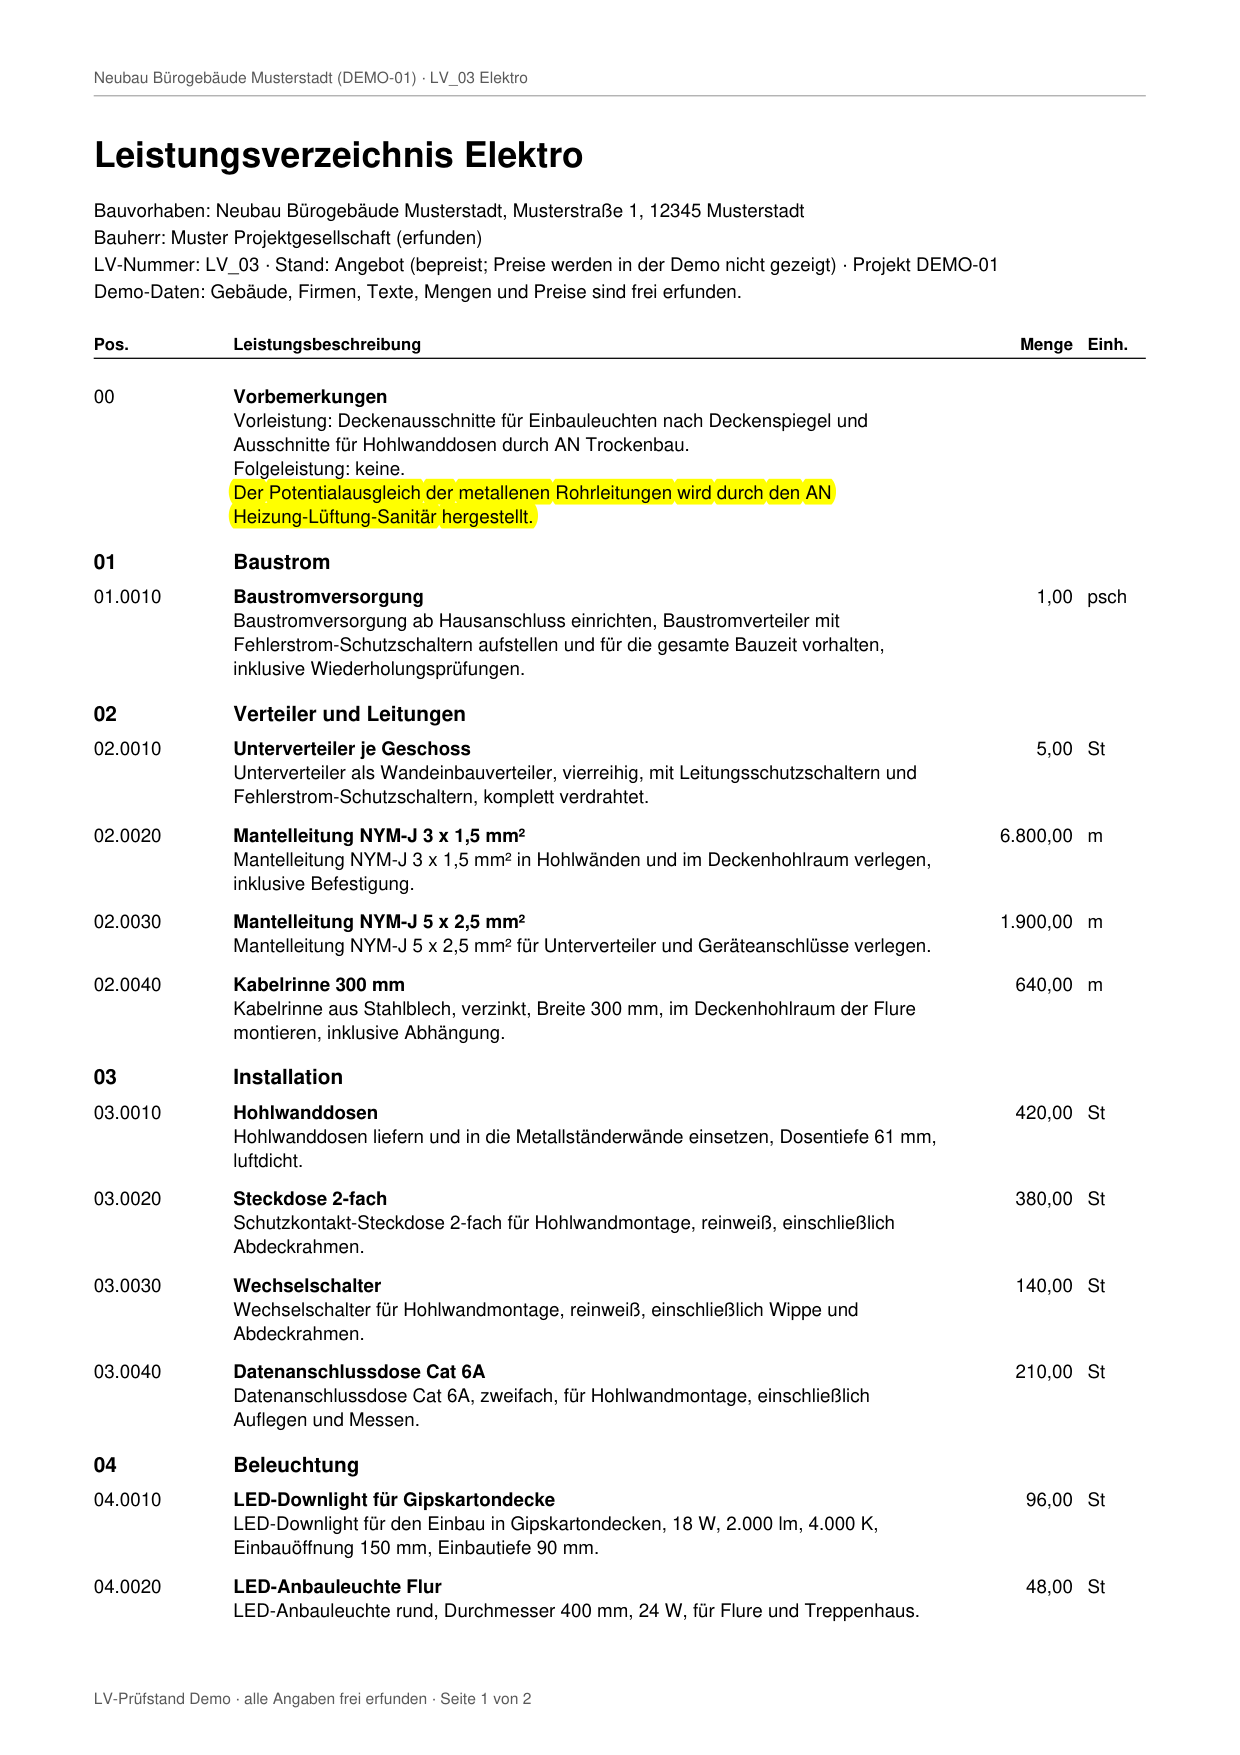 Neubau Bürogebäude Musterstadt (DEMO-01) · LV_03 Elektro
Leistungsverzeichnis Elektro
Bauvorhaben: Neubau Bürogebäude Musterstadt, Musterstraße 1, 12345 Musterstadt
Bauherr: Muster Projektgesellschaft (erfunden)
LV-Nummer: LV_03 · Stand: Angebot (bepreist; Preise werden in der Demo nicht gezeigt) · Projekt DEMO-01
Demo-Daten: Gebäude, Firmen, Texte, Mengen und Preise sind frei erfunden.
Pos. Leistungsbeschreibung Menge Einh.
00 Vorbemerkungen
Vorleistung: Deckenausschnitte für Einbauleuchten nach Deckenspiegel und
Ausschnitte für Hohlwanddosen durch AN Trockenbau.
Folgeleistung: keine.
Der Potentialausgleich der metallenen Rohrleitungen wird durch den AN
Heizung-Lüftung-Sanitär hergestellt.
01 Baustrom
01.0010 Baustromversorgung 1,00 psch
Baustromversorgung ab Hausanschluss einrichten, Baustromverteiler mit
Fehlerstrom-Schutzschaltern aufstellen und für die gesamte Bauzeit vorhalten,
inklusive Wiederholungsprüfungen.
02 Verteiler und Leitungen
02.0010 Unterverteiler je Geschoss 5,00 St
Unterverteiler als Wandeinbauverteiler, vierreihig, mit Leitungsschutzschaltern und
Fehlerstrom-Schutzschaltern, komplett verdrahtet.
02.0020 Mantelleitung NYM-J 3 x 1,5 mm² 6.800,00 m
Mantelleitung NYM-J 3 x 1,5 mm² in Hohlwänden und im Deckenhohlraum verlegen,
inklusive Befestigung.
02.0030 Mantelleitung NYM-J 5 x 2,5 mm² 1.900,00 m
Mantelleitung NYM-J 5 x 2,5 mm² für Unterverteiler und Geräteanschlüsse verlegen.
02.0040 Kabelrinne 300 mm 640,00 m
Kabelrinne aus Stahlblech, verzinkt, Breite 300 mm, im Deckenhohlraum der Flure
montieren, inklusive Abhängung.
03 Installation
03.0010 Hohlwanddosen 420,00 St
Hohlwanddosen liefern und in die Metallständerwände einsetzen, Dosentiefe 61 mm,
luftdicht.
03.0020 Steckdose 2-fach 380,00 St
Schutzkontakt-Steckdose 2-fach für Hohlwandmontage, reinweiß, einschließlich
Abdeckrahmen.
03.0030 Wechselschalter 140,00 St
Wechselschalter für Hohlwandmontage, reinweiß, einschließlich Wippe und
Abdeckrahmen.
03.0040 Datenanschlussdose Cat 6A 210,00 St
Datenanschlussdose Cat 6A, zweifach, für Hohlwandmontage, einschließlich
Auflegen und Messen.
04 Beleuchtung
04.0010 LED-Downlight für Gipskartondecke 96,00 St
LED-Downlight für den Einbau in Gipskartondecken, 18 W, 2.000 lm, 4.000 K,
Einbauöffnung 150 mm, Einbautiefe 90 mm.
04.0020 LED-Anbauleuchte Flur 48,00 St
LED-Anbauleuchte rund, Durchmesser 400 mm, 24 W, für Flure und Treppenhaus.
LV-Prüfstand Demo · alle Angaben frei erfunden · Seite 1 von 2